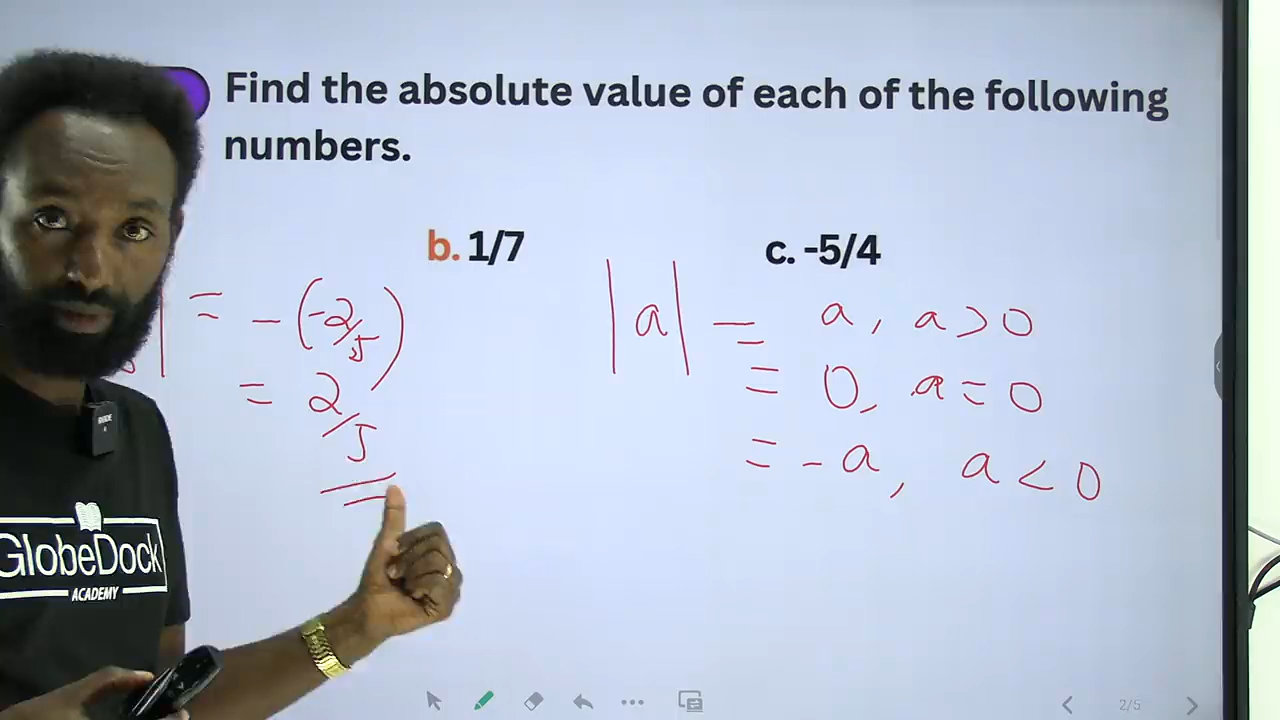 Find the absolute value of each of the following
numbers.
b. 1/7
c. -5/4
| = -(-2/5)
= 2/5
|a| = a, a > 0
= 0, a = 0
= -a, a < 0
GlobeDock
ACADEMY
2/5